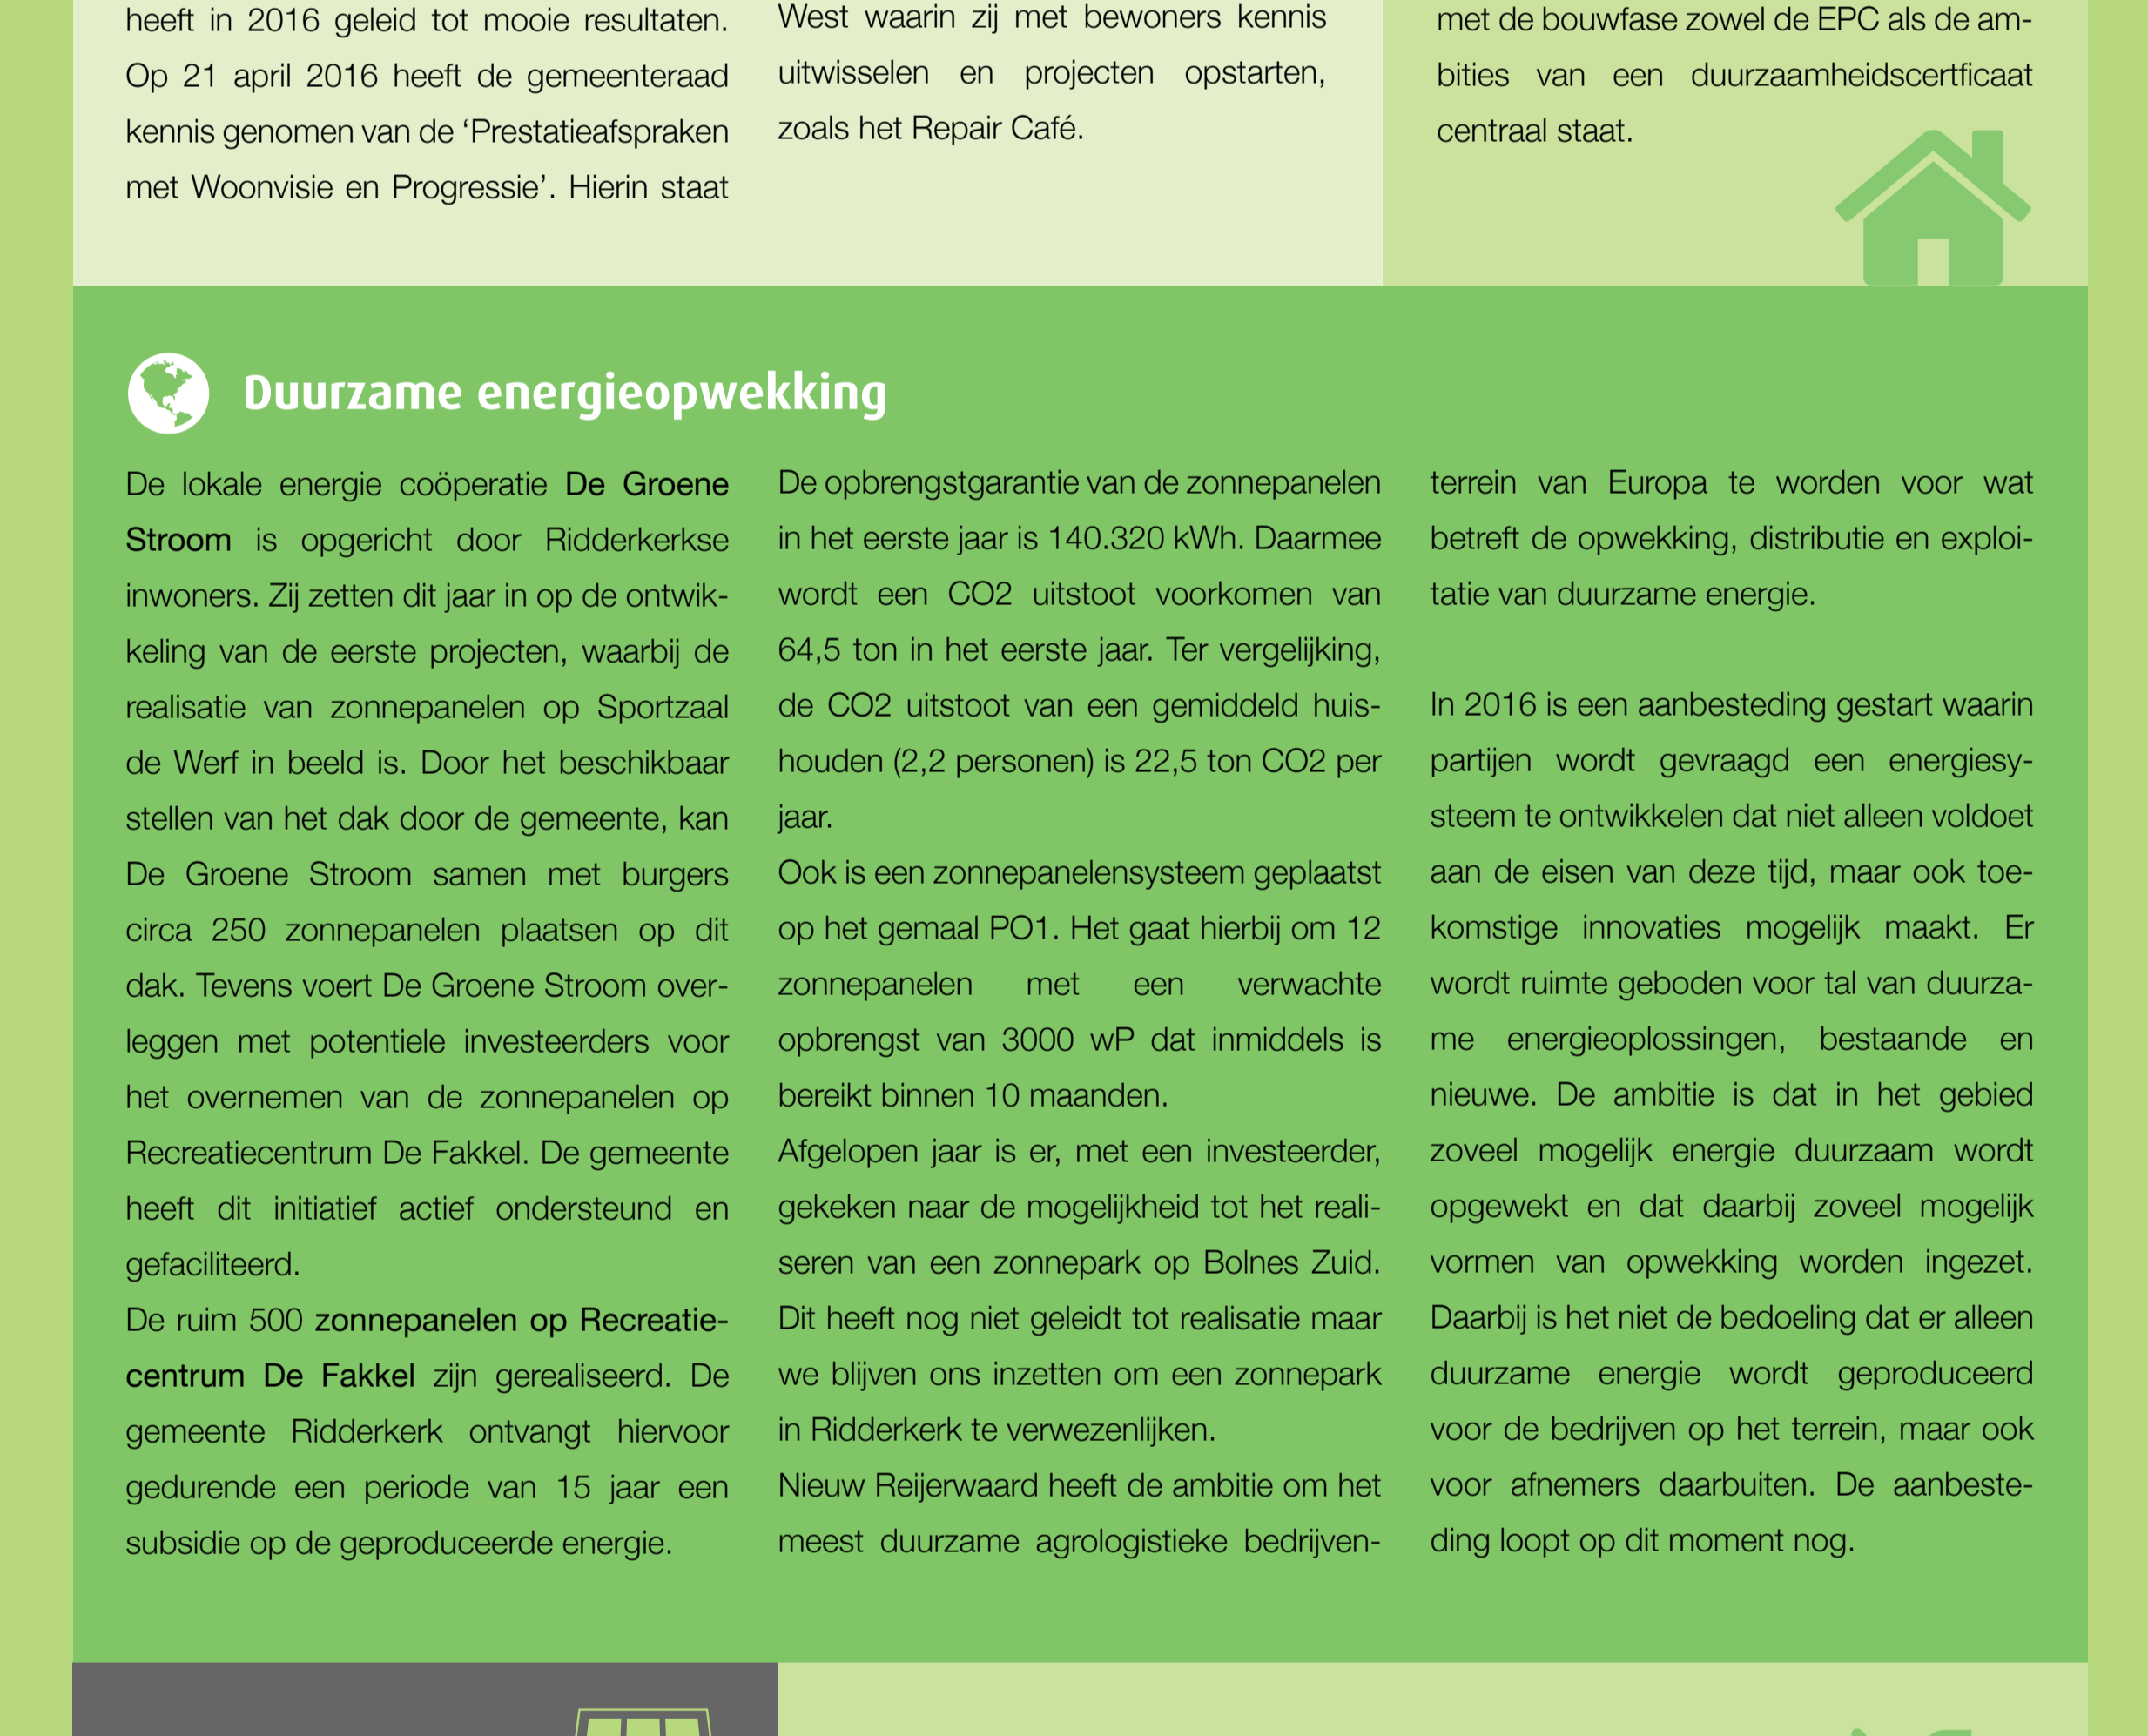 heeft in 2016 geleid tot mooie resultaten.
Op 21 april 2016 heeft de gemeenteraad
kennis genomen van de ‘Prestatieafspraken
met Woonvisie en Progressie’. Hierin staat
West waarin zij met bewoners kennis
uitwisselen en projecten opstarten,
zoals het Repair Café.
met de bouwfase zowel de EPC als de am-
bities van een duurzaamheidscertficaat
centraal staat.
Duurzame energieopwekking
De lokale energie coöperatie De Groene
Stroom is opgericht door Ridderkerkse
inwoners. Zij zetten dit jaar in op de ontwik-
keling van de eerste projecten, waarbij de
realisatie van zonnepanelen op Sportzaal
de Werf in beeld is. Door het beschikbaar
stellen van het dak door de gemeente, kan
De Groene Stroom samen met burgers
circa 250 zonnepanelen plaatsen op dit
dak. Tevens voert De Groene Stroom over-
leggen met potentiele investeerders voor
het overnemen van de zonnepanelen op
Recreatiecentrum De Fakkel. De gemeente
heeft dit initiatief actief ondersteund en
gefaciliteerd.
De ruim 500 zonnepanelen op Recreatie-
centrum De Fakkel zijn gerealiseerd. De
gemeente Ridderkerk ontvangt hiervoor
gedurende een periode van 15 jaar een
subsidie op de geproduceerde energie.
De opbrengstgarantie van de zonnepanelen
in het eerste jaar is 140.320 kWh. Daarmee
wordt een CO2 uitstoot voorkomen van
64,5 ton in het eerste jaar. Ter vergelijking,
de CO2 uitstoot van een gemiddeld huis-
houden (2,2 personen) is 22,5 ton CO2 per
jaar.
Ook is een zonnepanelensysteem geplaatst
op het gemaal PO1. Het gaat hierbij om 12
zonnepanelen met een verwachte
opbrengst van 3000 wP dat inmiddels is
bereikt binnen 10 maanden.
Afgelopen jaar is er, met een investeerder,
gekeken naar de mogelijkheid tot het reali-
seren van een zonnepark op Bolnes Zuid.
Dit heeft nog niet geleidt tot realisatie maar
we blijven ons inzetten om een zonnepark
in Ridderkerk te verwezenlijken.
Nieuw Reijerwaard heeft de ambitie om het
meest duurzame agrologistieke bedrijven-
terrein van Europa te worden voor wat
betreft de opwekking, distributie en exploi-
tatie van duurzame energie.
In 2016 is een aanbesteding gestart waarin
partijen wordt gevraagd een energiesy-
steem te ontwikkelen dat niet alleen voldoet
aan de eisen van deze tijd, maar ook toe-
komstige innovaties mogelijk maakt. Er
wordt ruimte geboden voor tal van duurza-
me energieoplossingen, bestaande en
nieuwe. De ambitie is dat in het gebied
zoveel mogelijk energie duurzaam wordt
opgewekt en dat daarbij zoveel mogelijk
vormen van opwekking worden ingezet.
Daarbij is het niet de bedoeling dat er alleen
duurzame energie wordt geproduceerd
voor de bedrijven op het terrein, maar ook
voor afnemers daarbuiten. De aanbeste-
ding loopt op dit moment nog.